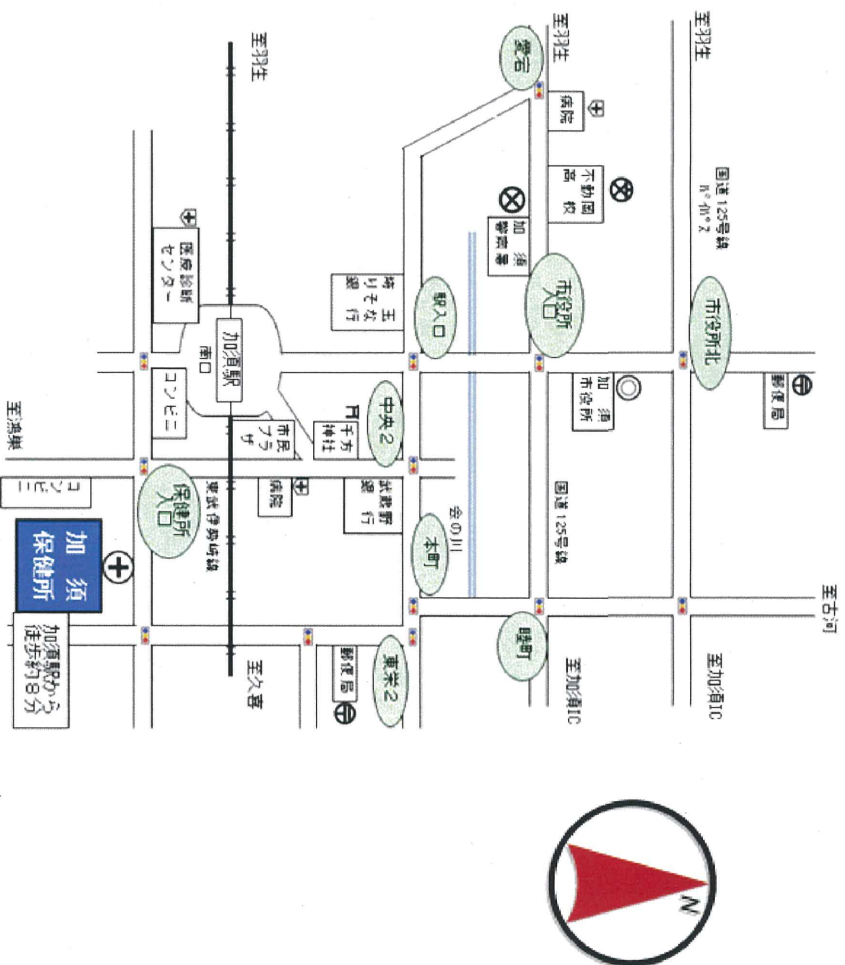 至古河
郵便局
市役所北
至羽生
国道125号線
バイパス
至加須IC
加須
市役所
市役所
入口
至羽生
病院
不動岡
高校
国道125号線
至加須IC
愛宕
加須
警察署
睦町
会の川
駅入口
本町
中央2
東栄2
埼玉
りそな
銀行
武蔵野
銀行
千方
神社
郵便局
市民
プラザ
病院
至羽生
加須駅
南口
東武伊勢崎線
至久喜
医療診断
センター
コンビニ
保健所
入口
至鴻巣
コンビニ
加須
保健所
加須駅から
徒歩約8分
N